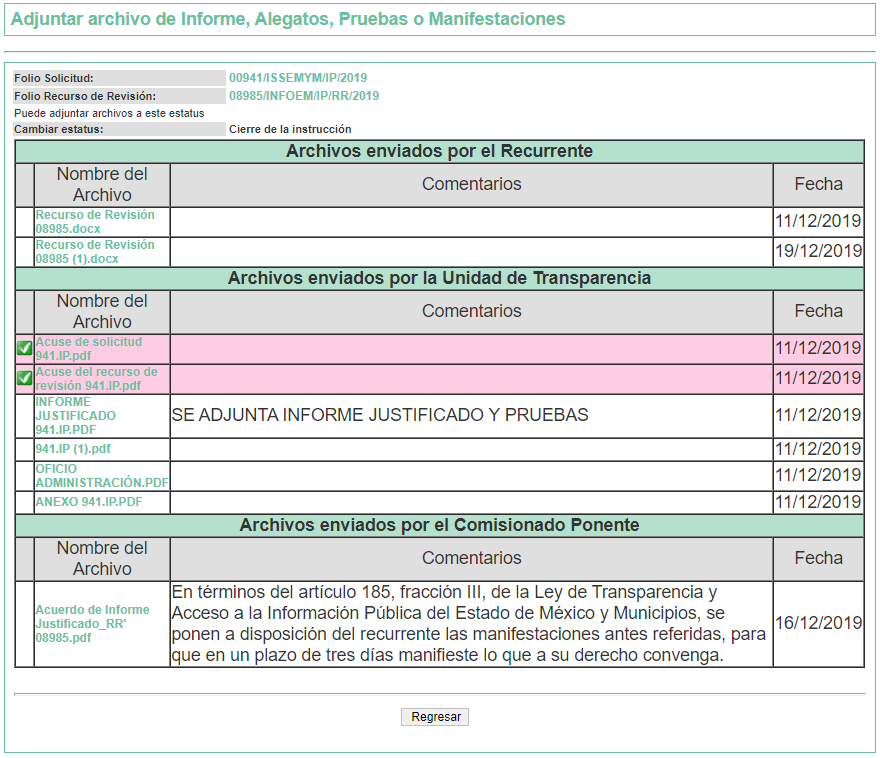 Adjuntar archivo de Informe, Alegatos, Pruebas o Manifestaciones
Folio Solicitud: 00941/ISSEMYM/IP/2019
Folio Recurso de Revisión: 08985/INFOEM/IP/RR/2019
Puede adjuntar archivos a este estatus
Cambiar estatus: Cierre de la instrucción
Archivos enviados por el Recurrente
Nombre del
Archivo
Comentarios
Fecha
Recurso de Revisión
08985.docx
11/12/2019
Recurso de Revisión
08985 (1).docx
19/12/2019
Archivos enviados por la Unidad de Transparencia
Nombre del
Archivo
Comentarios
Fecha
Acuse de solicitud
941.IP.pdf
11/12/2019
Acuse del recurso de
revisión 941.IP.pdf
11/12/2019
INFORME
JUSTIFICADO
941.IP.PDF
SE ADJUNTA INFORME JUSTIFICADO Y PRUEBAS
11/12/2019
941.IP (1).pdf
11/12/2019
OFICIO
ADMINISTRACIÓN.PDF
11/12/2019
ANEXO 941.IP.PDF
11/12/2019
Archivos enviados por el Comisionado Ponente
Nombre del
Archivo
Comentarios
Fecha
Acuerdo de Informe
Justificado_RR'
08985.pdf
En términos del artículo 185, fracción III, de la Ley de Transparencia y
Acceso a la Información Pública del Estado de México y Municipios, se
ponen a disposición del recurrente las manifestaciones antes referidas, para
que en un plazo de tres días manifieste lo que a su derecho convenga.
16/12/2019
Regresar